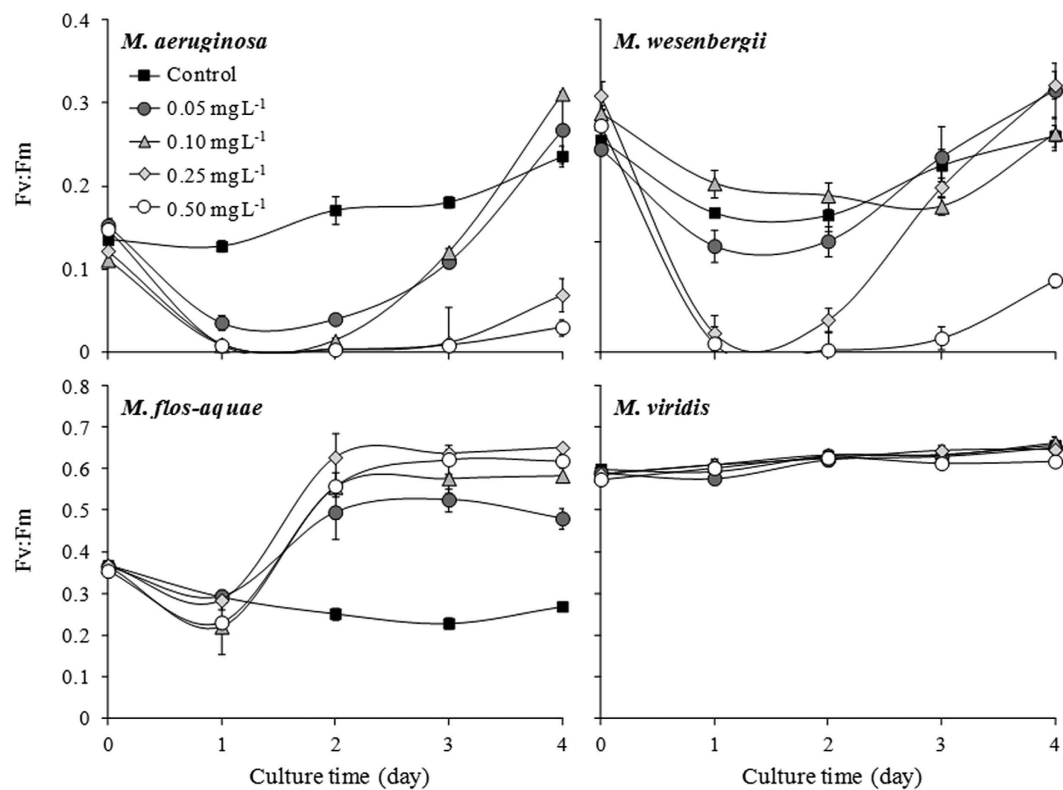 0.4
0.3
0.2
0.1
0
Fv:Fm
M. aeruginosa
Control
0.05 mgL-1
0.10 mgL-1
0.25 mgL-1
0.50 mgL-1
M. wesenbergii
0.8
0.7
0.6
0.5
0.4
0.3
0.2
0.1
0
Fv:Fm
M. flos-aquae
M. viridis
0 1 2 3 4
Culture time (day)
0 1 2 3 4
Culture time (day)